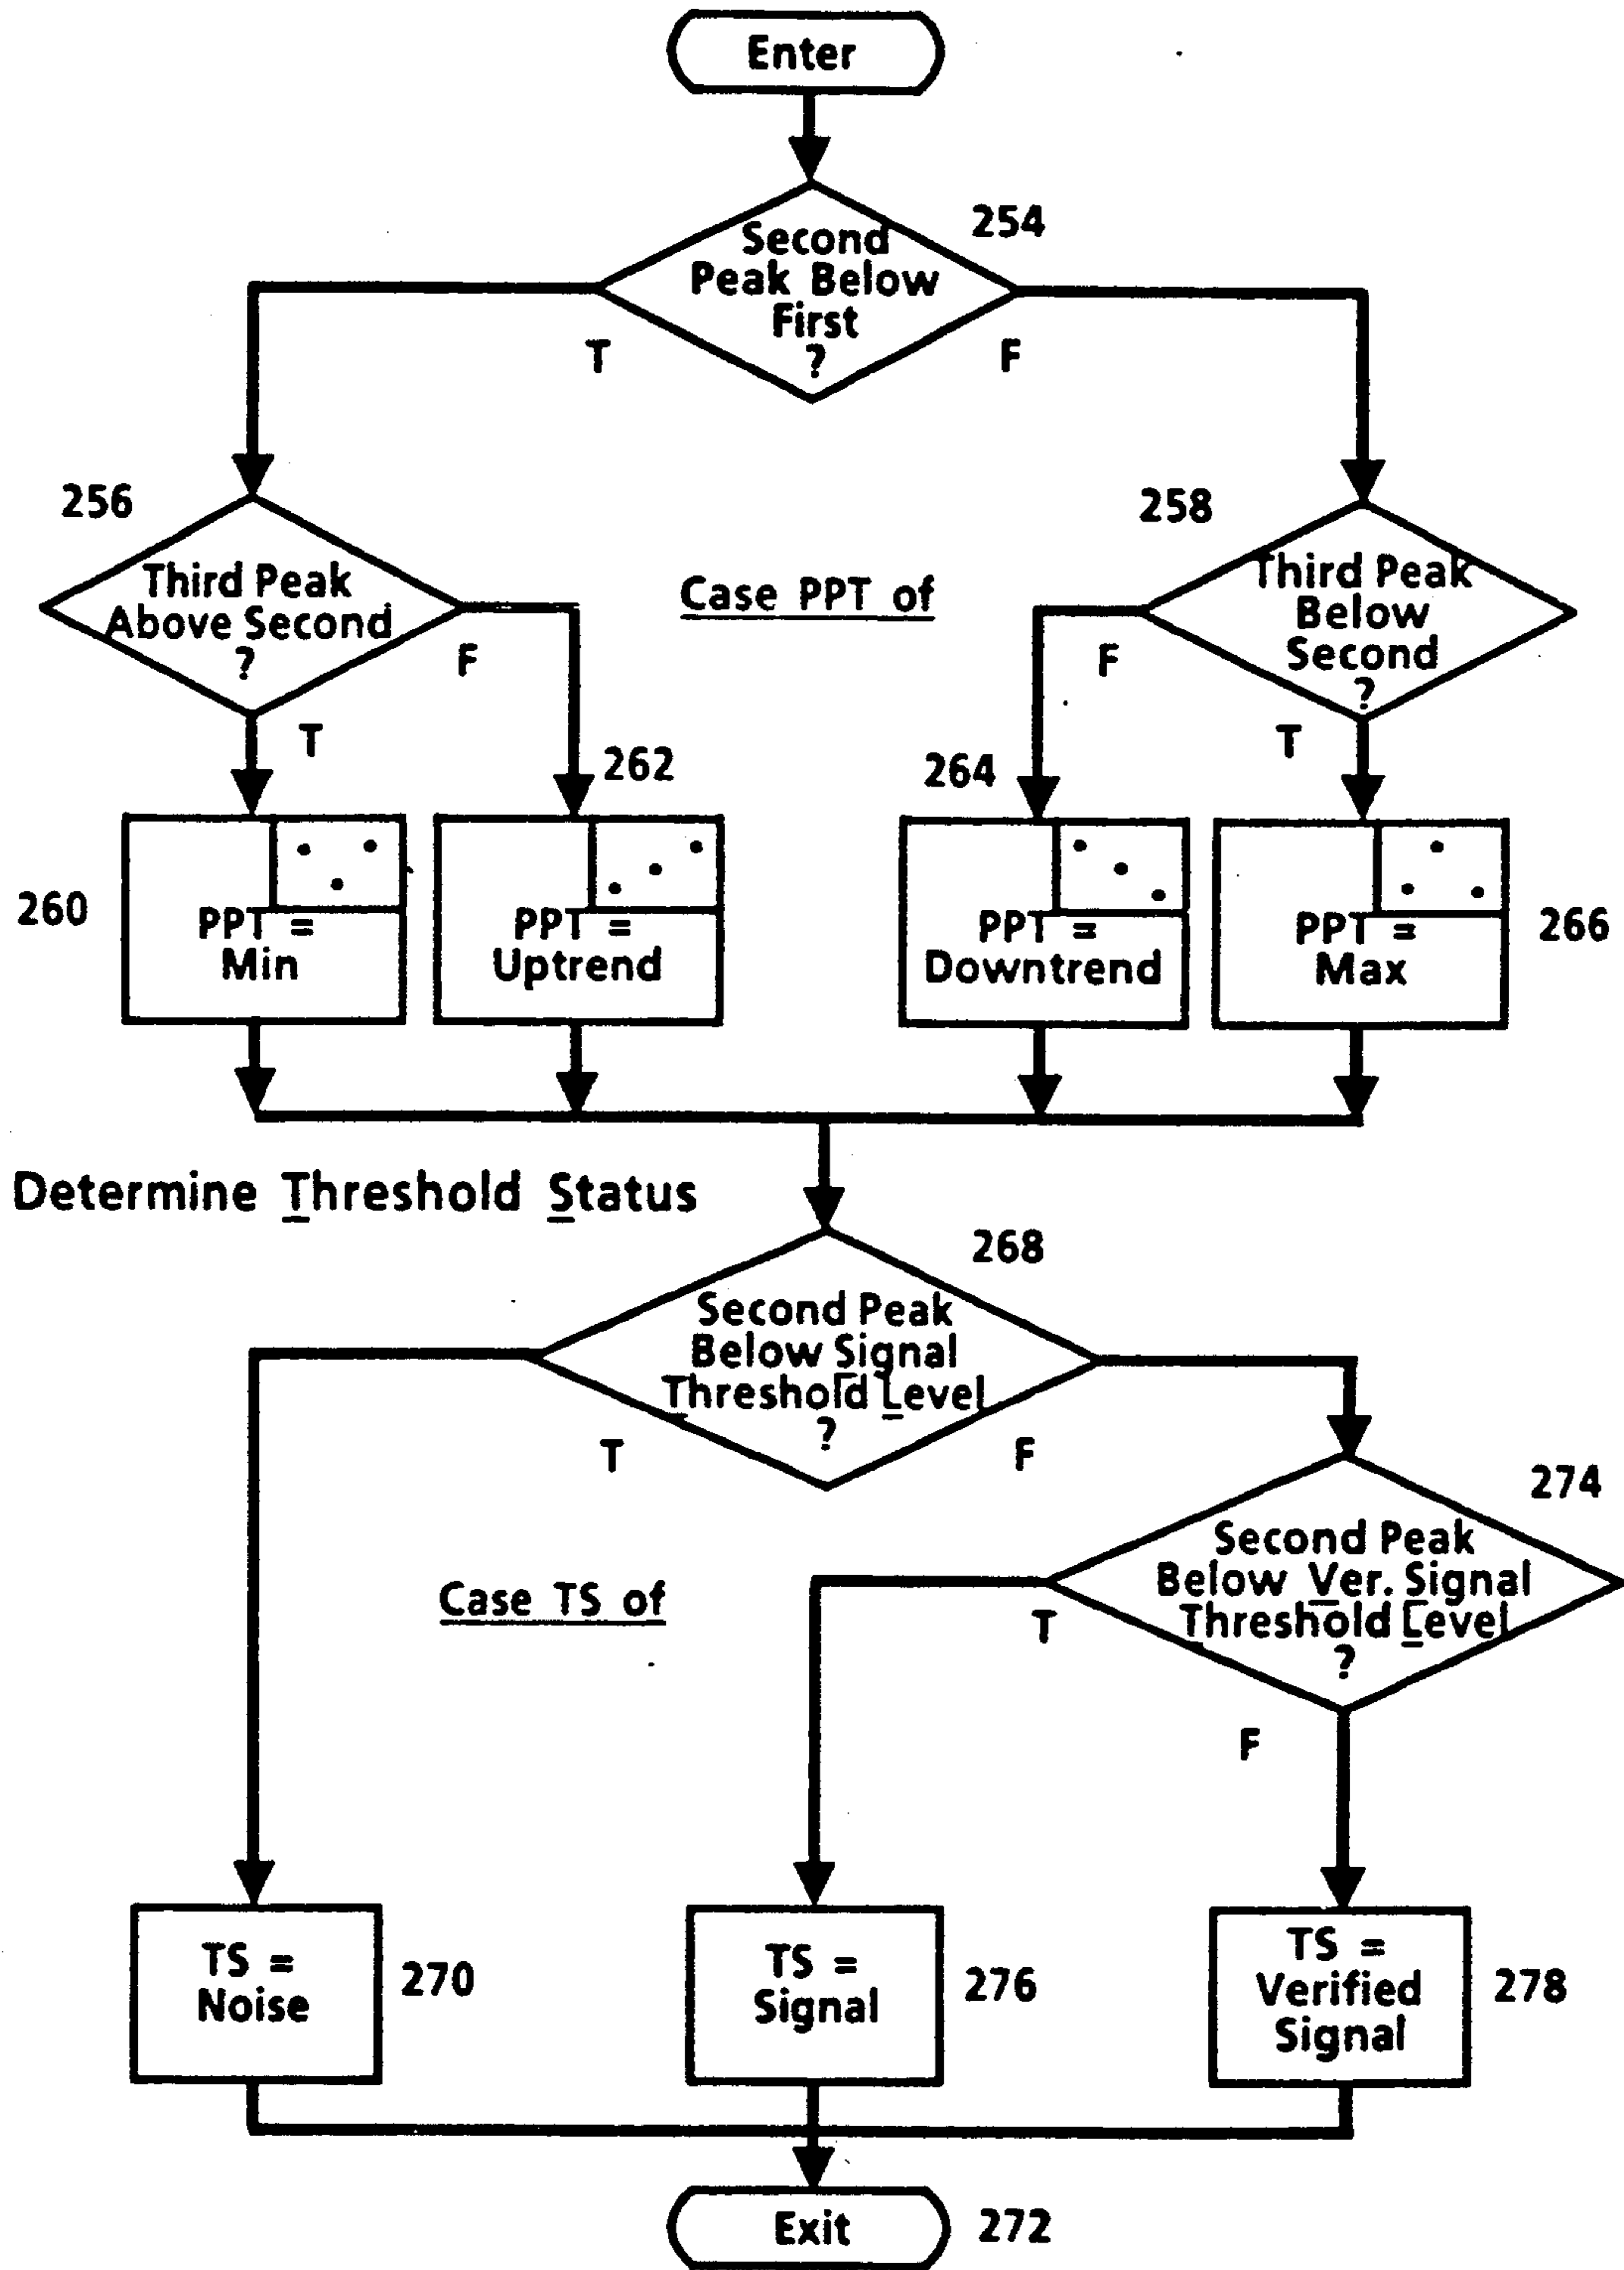 Enter
254
Second
Peak Below
First
?
T
F
256
258
Third Peak
Above Second
?
Case PPT of
Third Peak
Below
Second
?
F
F
T
T
262
264
260
PPT =
Min
PPT =
Uptrend
PPT =
Downtrend
PPT =
Max
266
Determine Threshold Status
268
Second Peak
Below Signal
Threshold Level
?
T
F
274
Second Peak
Below Ver. Signal
Threshold Level
?
Case TS of
T
F
TS =
Noise
270
TS =
Signal
276
TS =
Verified
Signal
278
Exit
272